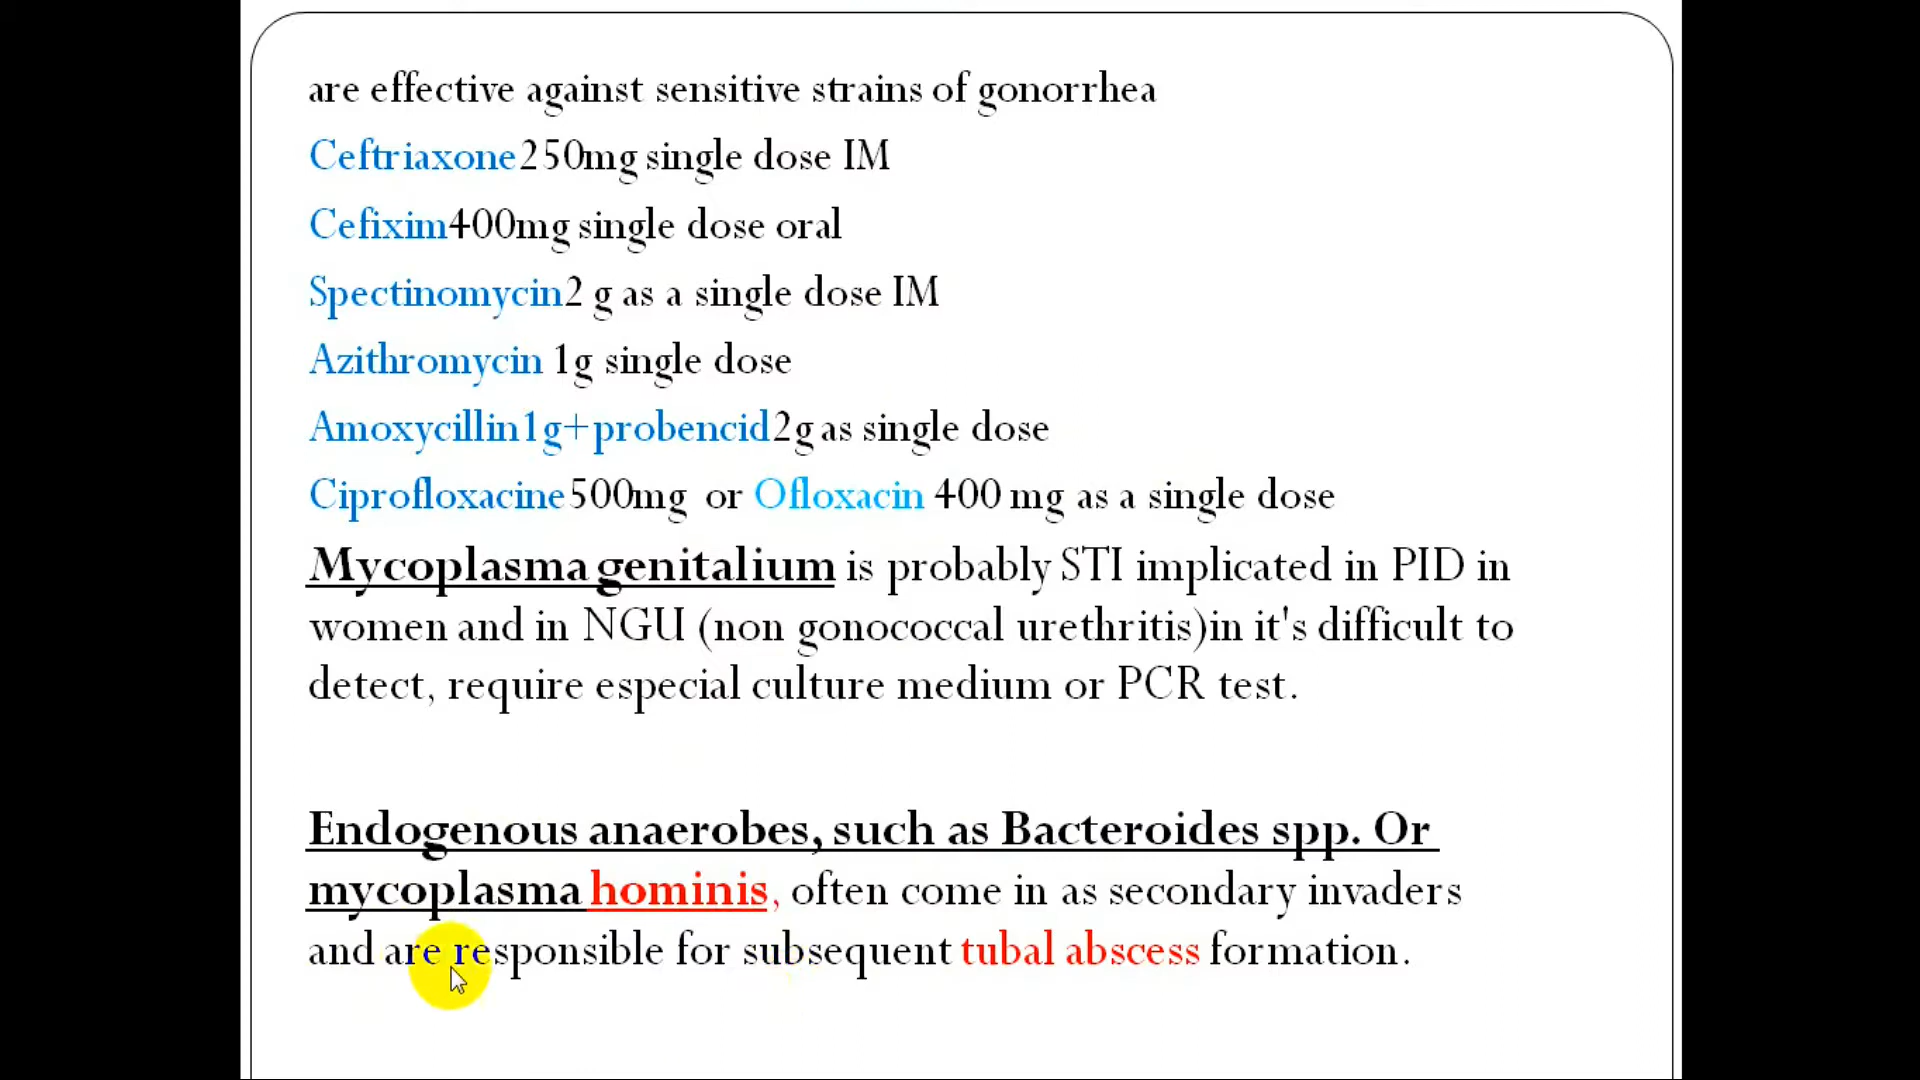 are effective against sensitive strains of gonorrhea
Ceftriaxone250mg single dose IM
Cefixim400mg single dose oral
Spectinomycin2 g as a single dose IM
Azithromycin 1g single dose
Amoxycillin1g+probencid2g as single dose
Ciprofloxacine500mg or Ofloxacin 400 mg as a single dose
Mycoplasma genitalium is probably STI implicated in PID in
women and in NGU (non gonococcal urethritis)in it's difficult to
detect, require especial culture medium or PCR test.
Endogenous anaerobes, such as Bacteroides spp. Or
mycoplasma hominis, often come in as secondary invaders
and are responsible for subsequent tubal abscess formation.